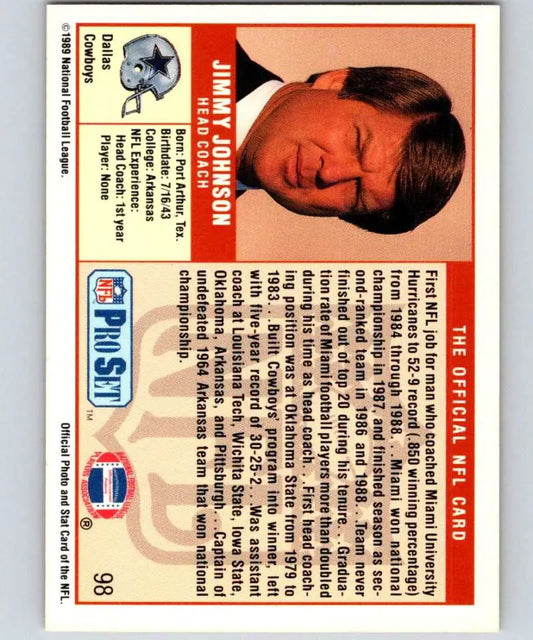 THE OFFICIAL NFL CARD
JIMMY JOHNSON
HEAD COACH
Dallas
Cowboys
Born: Port Arthur, Tex.
Birthdate: 7/16/43
College: Arkansas
NFL Experience:
Head Coach: 1st year
Player: None
First NFL job for man who coached Miami University
Hurricanes to 52-9 record (.850 winning percentage)
from 1984 through 1988 . . . Miami won national
championship in 1987, and finished season as sec-
ond-ranked team in 1986 and 1988 . . . Team never
finished out of top 20 during his tenure . . . Gradua-
tion rate of Miami football players more than doubled
during his time as head coach. . . First head coach-
ing position was at Oklahoma State from 1979 to
1983. . . Built Cowboys' program into winner, left
with five-year record of 30-25-2. . . Was assistant
coach at Louisiana Tech, Wichita State, Iowa State,
Oklahoma, Arkansas, and Pittsburgh. . . Captain of
undefeated 1964 Arkansas team that won national
championship.
NFL
PRO SET™
NATIONAL FOOTBALL LEAGUE
PLAYERS ASSOCIATION
®
98
©1989 National Football League.
Official Photo and Stat Card of the NFL.